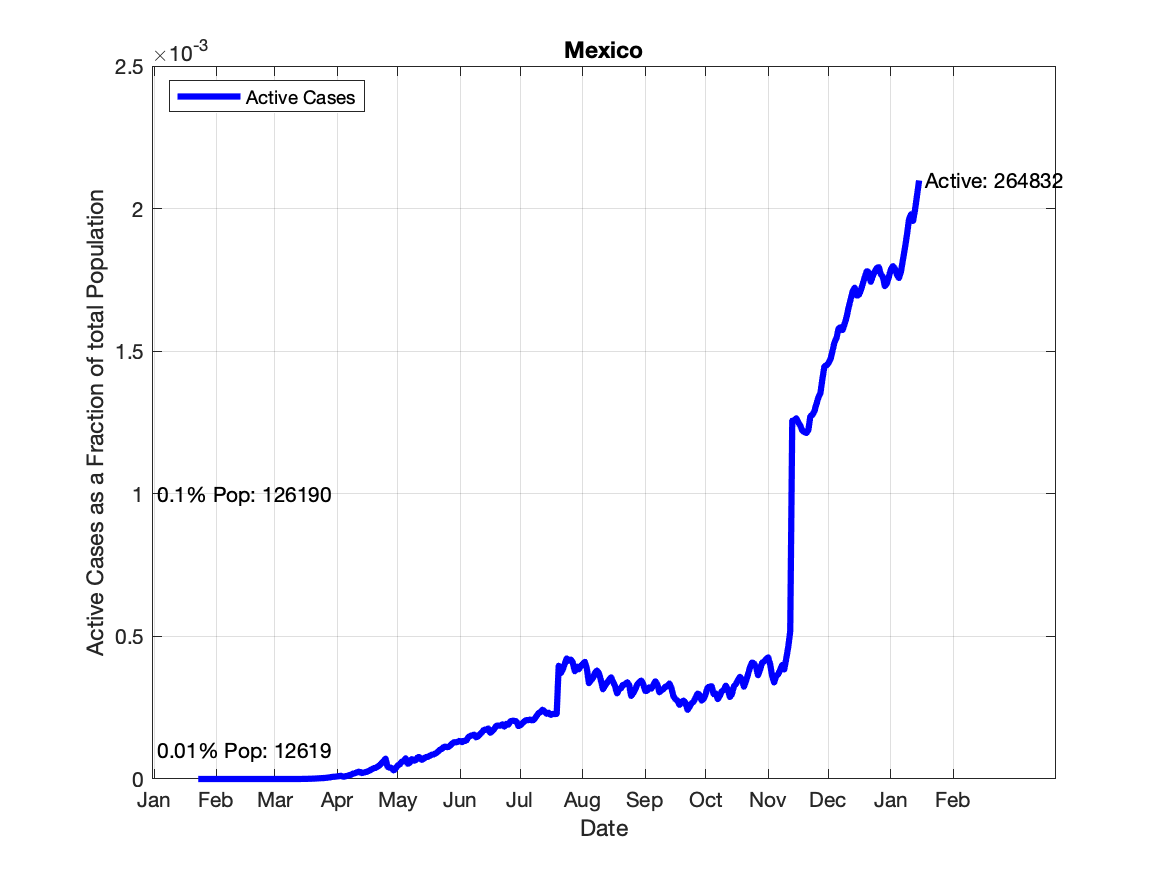 Mexico
×10⁻³
2.5
2
1.5
1
0.5
0
Active Cases
Active: 264832
0.1% Pop: 126190
0.01% Pop: 12619
Active Cases as a Fraction of total Population
Jan Feb Mar Apr May Jun Jul Aug Sep Oct Nov Dec Jan Feb
Date